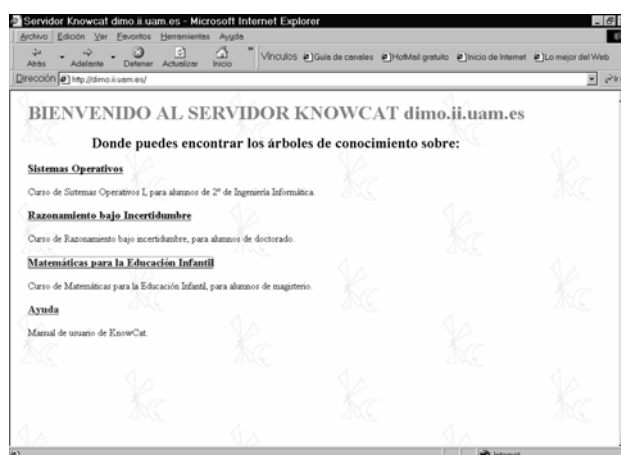 Servidor Knowcat dimo.ii.uam.es - Microsoft Internet Explorer
Archivo Edición Ver Favoritos Herramientas Ayuda
Atrás Adelante Detener Actualizar Inicio » Vínculos Guía de canales HotMail gratuito Inicio de Internet Lo mejor del Web
Dirección http://dimo.ii.uam.es/
BIENVENIDO AL SERVIDOR KNOWCAT dimo.ii.uam.es
Donde puedes encontrar los árboles de conocimiento sobre:
Sistemas Operativos
Curso de Sistemas Operativos I, para alumnos de 2º de Ingeniería Informática.
Razonamiento bajo Incertidumbre
Curso de Razonamiento bajo incertidumbre, para alumnos de doctorado.
Matemáticas para la Educación Infantil
Curso de Matemáticas para la Educación Infantil, para alumnos de magisterio.
Ayuda
Manual de usuario de KnowCat.
Internet